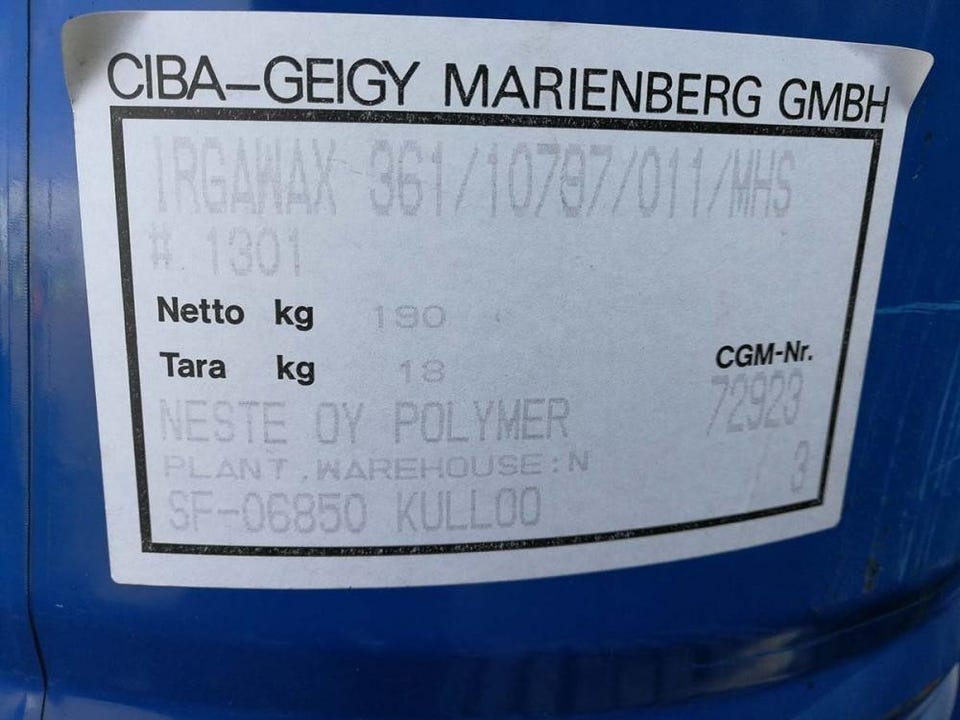 CIBA-GEIGY MARIENBERG GMBH
IRGAWAX 361/10797/011/MHS
# 1301
Netto kg 190
Tara kg 18
CGM-Nr.
72923
NESTE OY POLYMER
PLANT,WAREHOUSE:N
/ 3
SF-06850 KULLOO